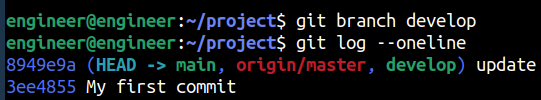 engineer@engineer:~/project$ git branch develop
engineer@engineer:~/project$ git log --oneline
8949e9a (HEAD -> main, origin/master, develop) update
3ee4855 My first commit